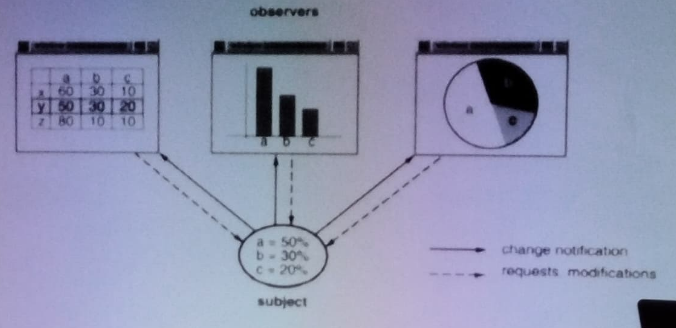 observers
a b c
x 60 30 10
y 50 30 20
z 80 10 10
a b c
a b c
a = 50%
b = 30%
c = 20%
subject
change notification
requests, modifications